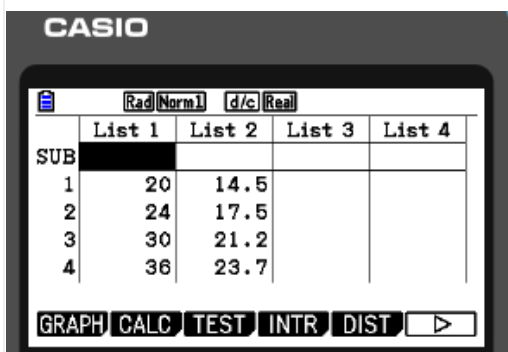 CASIO
Rad Norm1 d/c Real
List 1 List 2 List 3 List 4
SUB
1 20 14.5
2 24 17.5
3 30 21.2
4 36 23.7
GRAPH CALC TEST INTR DIST ▷